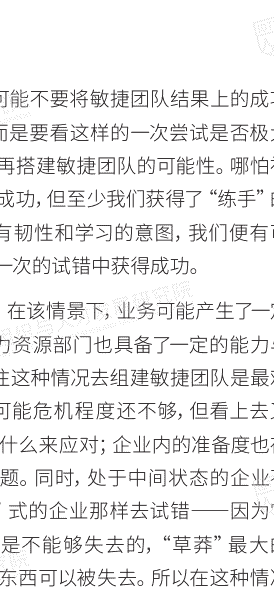 可能不要将敏捷团队结果上的成
而是要看这样的一次尝试是否极
再搭建敏捷团队的可能性。哪怕
成功，但至少我们获得了“练手”
有韧性和学习的意图，我们便有
一次的试错中获得成功。
在该情景下，业务可能产生了一
力资源部门也具备了一定的能力
主这种情况去组建敏捷团队是最
可能危机程度还不够，但看上去
什么来应对；企业内的准备度也
题。同时，处于中间状态的企业
”式的企业那样去试错——因为
是不能够失去的，“草莽”最大
东西可以被失去。所以在这种